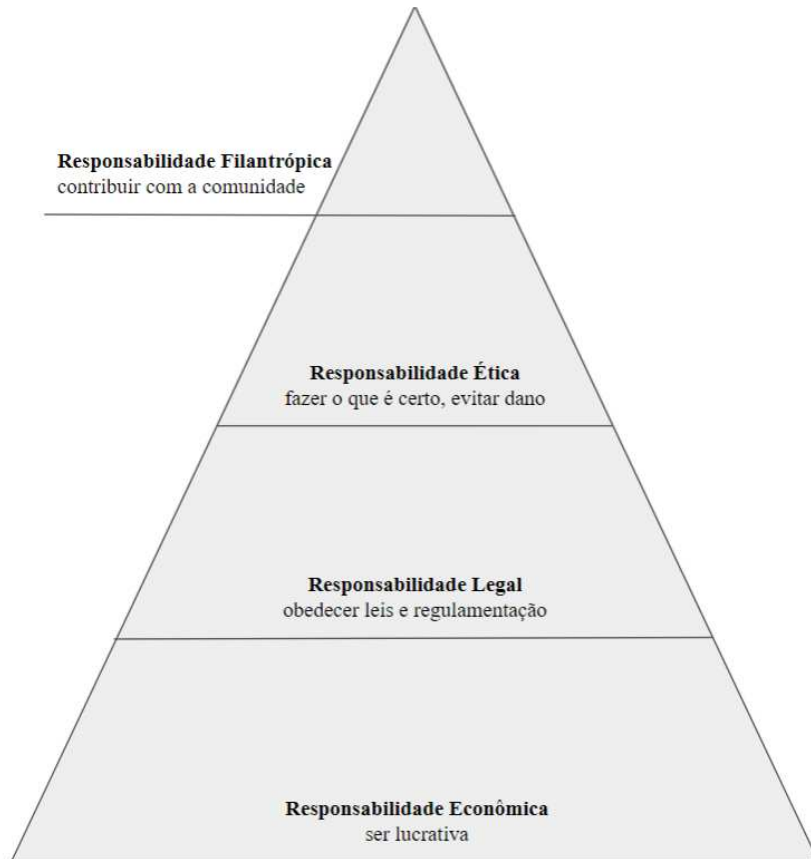 Responsabilidade Filantrópica
contribuir com a comunidade
Responsabilidade Ética
fazer o que é certo, evitar dano
Responsabilidade Legal
obedecer leis e regulamentação
Responsabilidade Econômica
ser lucrativa